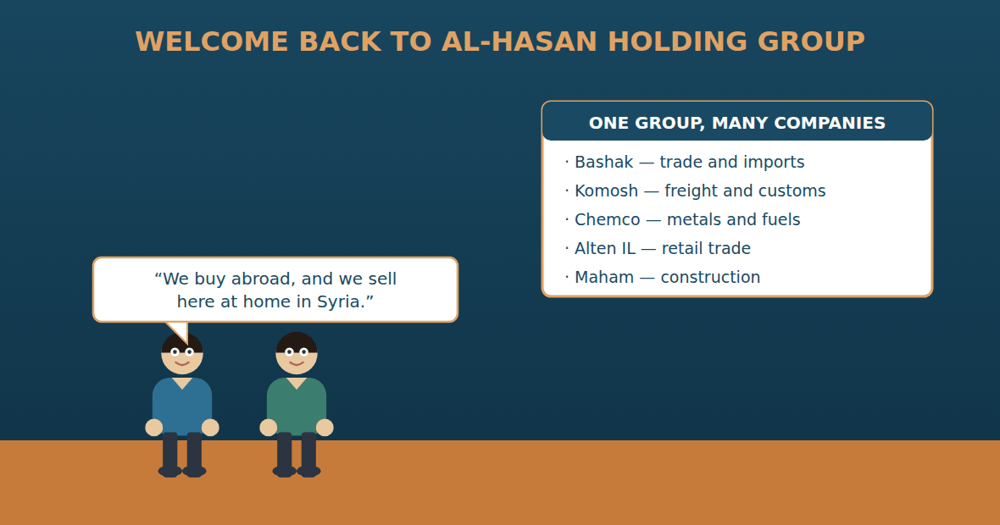 WELCOME BACK TO AL-HASAN HOLDING GROUP
ONE GROUP, MANY COMPANIES
· Bashak — trade and imports
· Komosh — freight and customs
· Chemco — metals and fuels
· Alten IL — retail trade
· Maham — construction
“We buy abroad, and we sell
here at home in Syria.”